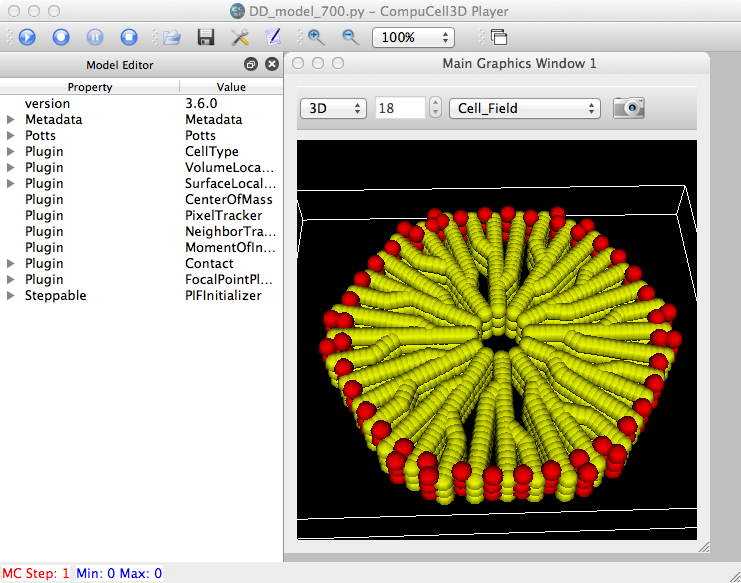 DD_model_700.py – CompuCell3D Player
100%
Model Editor
Main Graphics Window 1
Property Value
version 3.6.0
Metadata Metadata
Potts Potts
Plugin CellType
Plugin VolumeLoca...
Plugin SurfaceLocal...
Plugin CenterOfMass
Plugin PixelTracker
Plugin NeighborTra...
Plugin MomentOfIn...
Plugin Contact
Plugin FocalPointPl...
Steppable PIFInitializer
3D 18 Cell_Field
MC Step: 1 Min: 0 Max: 0